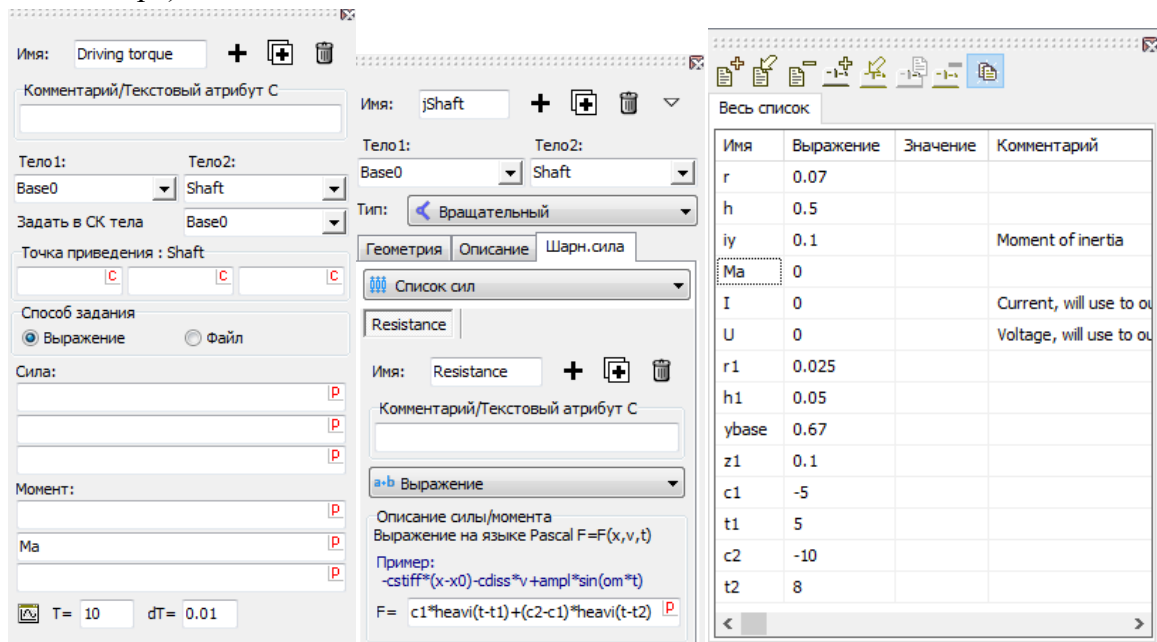 Имя: Driving torque
Комментарий/Текстовый атрибут C
Тело1: Тело2:
Base0 Shaft
Задать в СК тела Base0
Точка приведения : Shaft
C C C
Способ задания
Выражение Файл
Сила:
P
P
P
Момент:
P
Ma P
P
T= 10 dT= 0.01
Имя: jShaft
Тело1: Тело2:
Base0 Shaft
Тип: Вращательный
Геометрия Описание Шарн.сила
Список сил
Resistance
Имя: Resistance
Комментарий/Текстовый атрибут C
a+b Выражение
Описание силы/момента
Выражение на языке Pascal F=F(x,v,t)
Пример:
-cstiff*(x-x0)-cdiss*v+ampl*sin(om*t)
F= c1*heavi(t-t1)+(c2-c1)*heavi(t-t2) P
Весь список
Имя Выражение Значение Комментарий
r 0.07
h 0.5
iy 0.1 Moment of inertia
Ma 0
I 0 Current, will use to
U 0 Voltage, will use to
r1 0.025
h1 0.05
ybase 0.67
z1 0.1
c1 -5
t1 5
c2 -10
t2 8